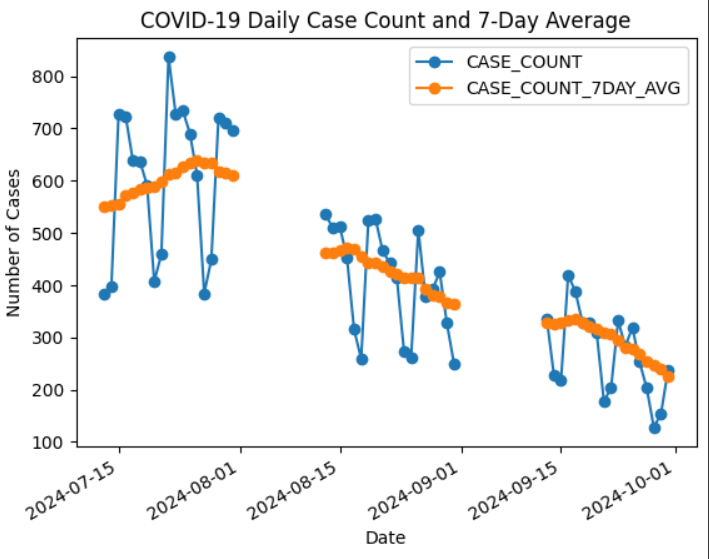 COVID-19 Daily Case Count and 7-Day Average
CASE_COUNT
CASE_COUNT_7DAY_AVG
Number of Cases
800
700
600
500
400
300
200
100
2024-07-15
2024-08-01
2024-08-15
2024-09-01
2024-09-15
2024-10-01
Date